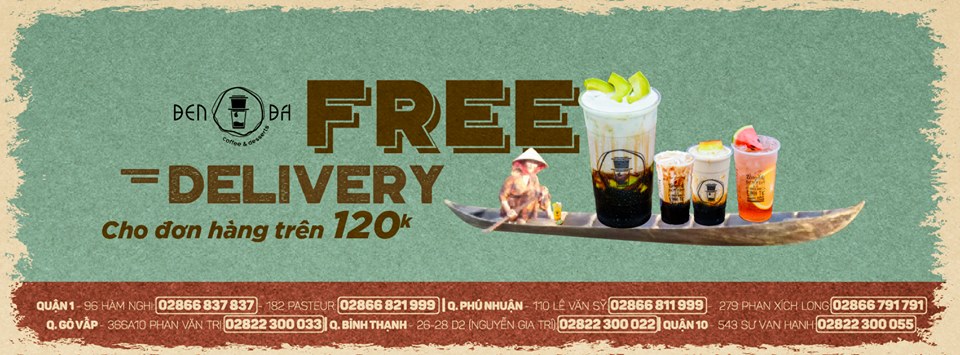 FREE
ĐEN ĐÁ
coffee & desserts
DELIVERY
Cho đơn hàng trên 120k
QUẬN 1 - 96 HÀM NGHI 02866 837 837 - 182 PASTEUR 02866 821 999 | Q. PHÚ NHUẬN - 110 LÊ VĂN SỸ 02866 811 999 - 279 PHAN XÍCH LONG 02866 791 791
Q. GÒ VẤP - 366A10 PHAN VĂN TRỊ 02822 300 033 | Q. BÌNH THẠNH - 26-28 D2 (NGUYỄN GIA TRÍ) 02822 300 022 | QUẬN 10 - 543 SƯ VẠN HẠNH 02822 300 055